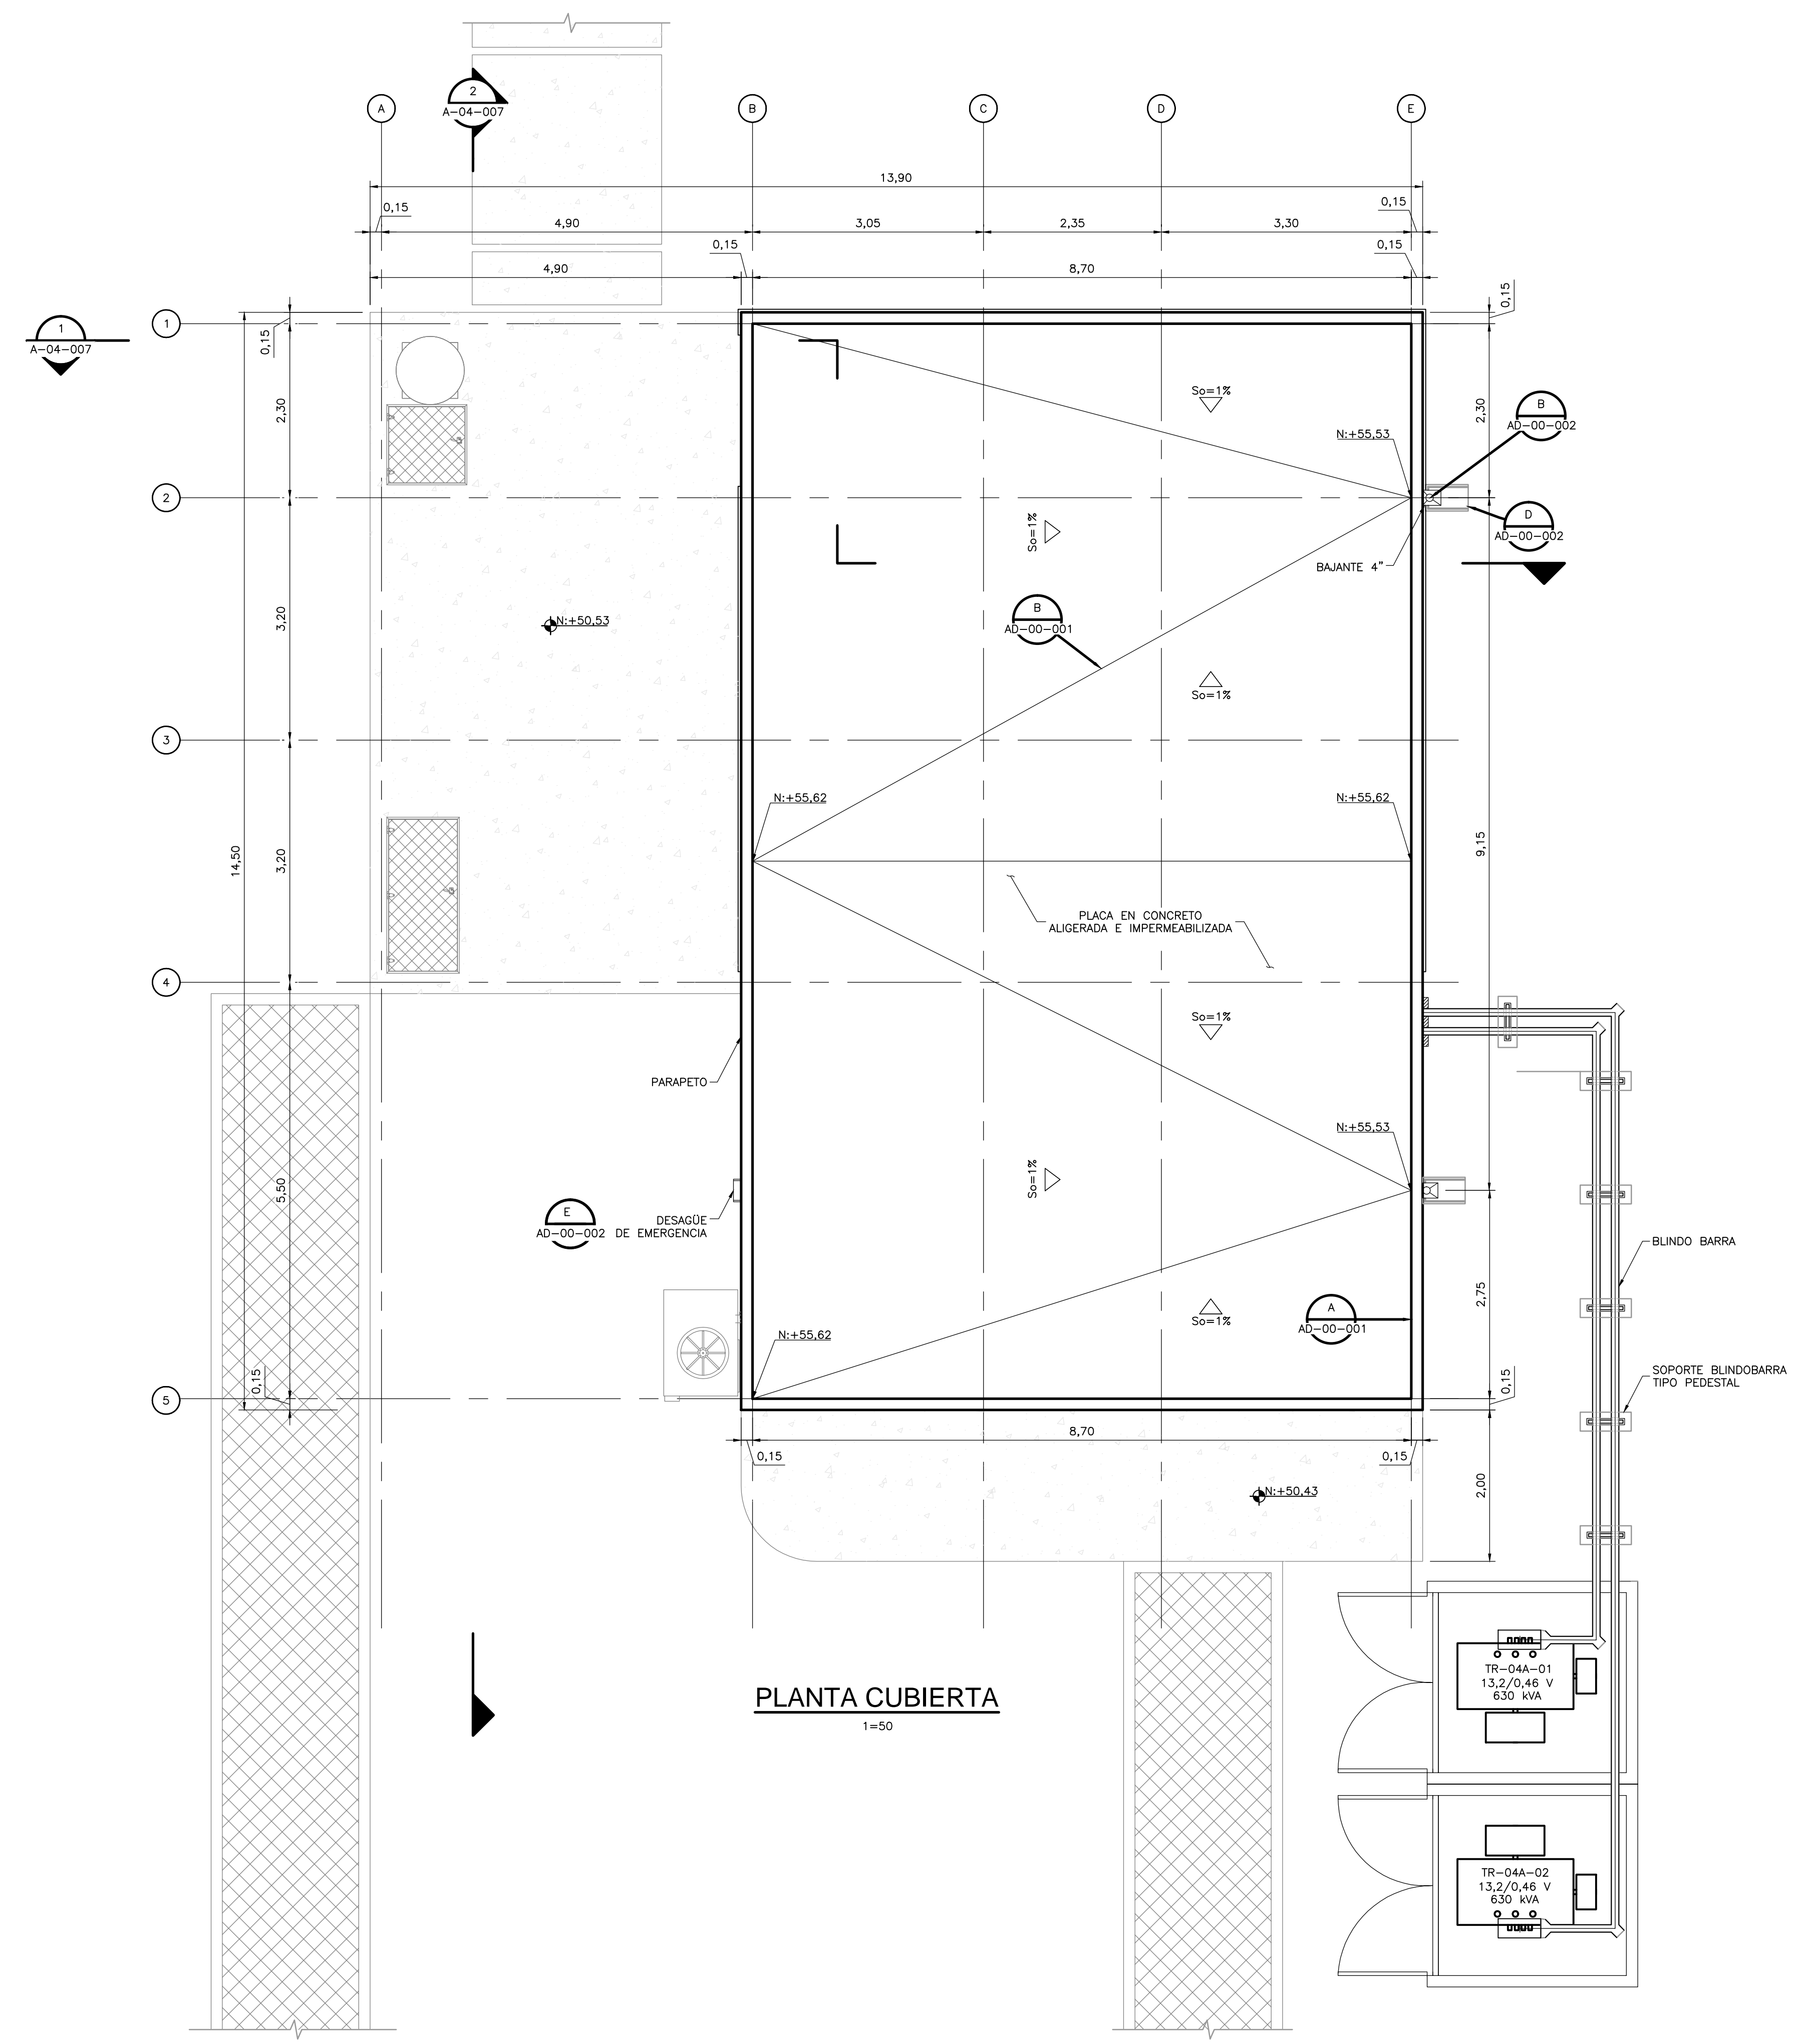 2
A-04-007
A
B
C
D
E
13,90
0,15
4,90
3,05
2,35
3,30
0,15
0,15
4,90
8,70
0,15
1
A-04-007
1
0,15
0,15
2,30
So=1%
N:+55,53
2,30
B
AD-00-002
2
D
AD-00-002
So=1%
BAJANTE 4"
3,20
N:+50,53
B
AD-00-001
So=1%
3
N:+55,62
N:+55,62
14,50
3,20
9,15
PLACA EN CONCRETO
ALIGERADA E IMPERMEABILIZADA
4
So=1%
PARAPETO
N:+55,53
5,50
So=1%
E
AD-00-002
DESAGÜE
DE EMERGENCIA
BLINDO BARRA
2,75
A
AD-00-001
So=1%
N:+55,62
0,15
5
0,15
SOPORTE BLINDOBARRA
TIPO PEDESTAL
8,70
0,15
0,15
N:+50,43
2,00
TR-04A-01
13,2/0,46 V
630 kVA
PLANTA CUBIERTA
1=50
TR-04A-02
13,2/0,46 V
630 kVA